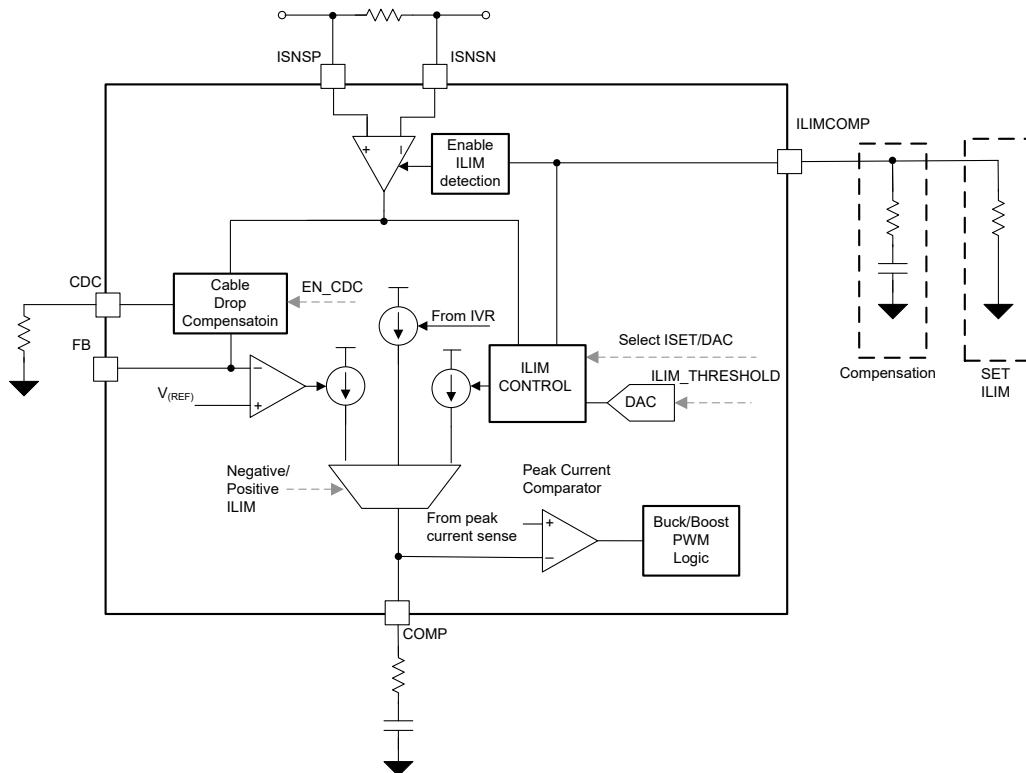 ISNSP
ISNSN
ILIMCOMP
+
−
Enable
ILIM
detection
CDC
Cable
Drop
Compensatoin
EN_CDC
From IVR
FB
Select ISET/DAC
ILIM
CONTROL
ILIM_THRESHOLD
DAC
Compensation
SET
ILIM
−
V(REF)
+
Negative/
Positive
ILIM
Peak Current
Comparator
From peak
current sense
+
−
Buck/Boost
PWM
Logic
COMP